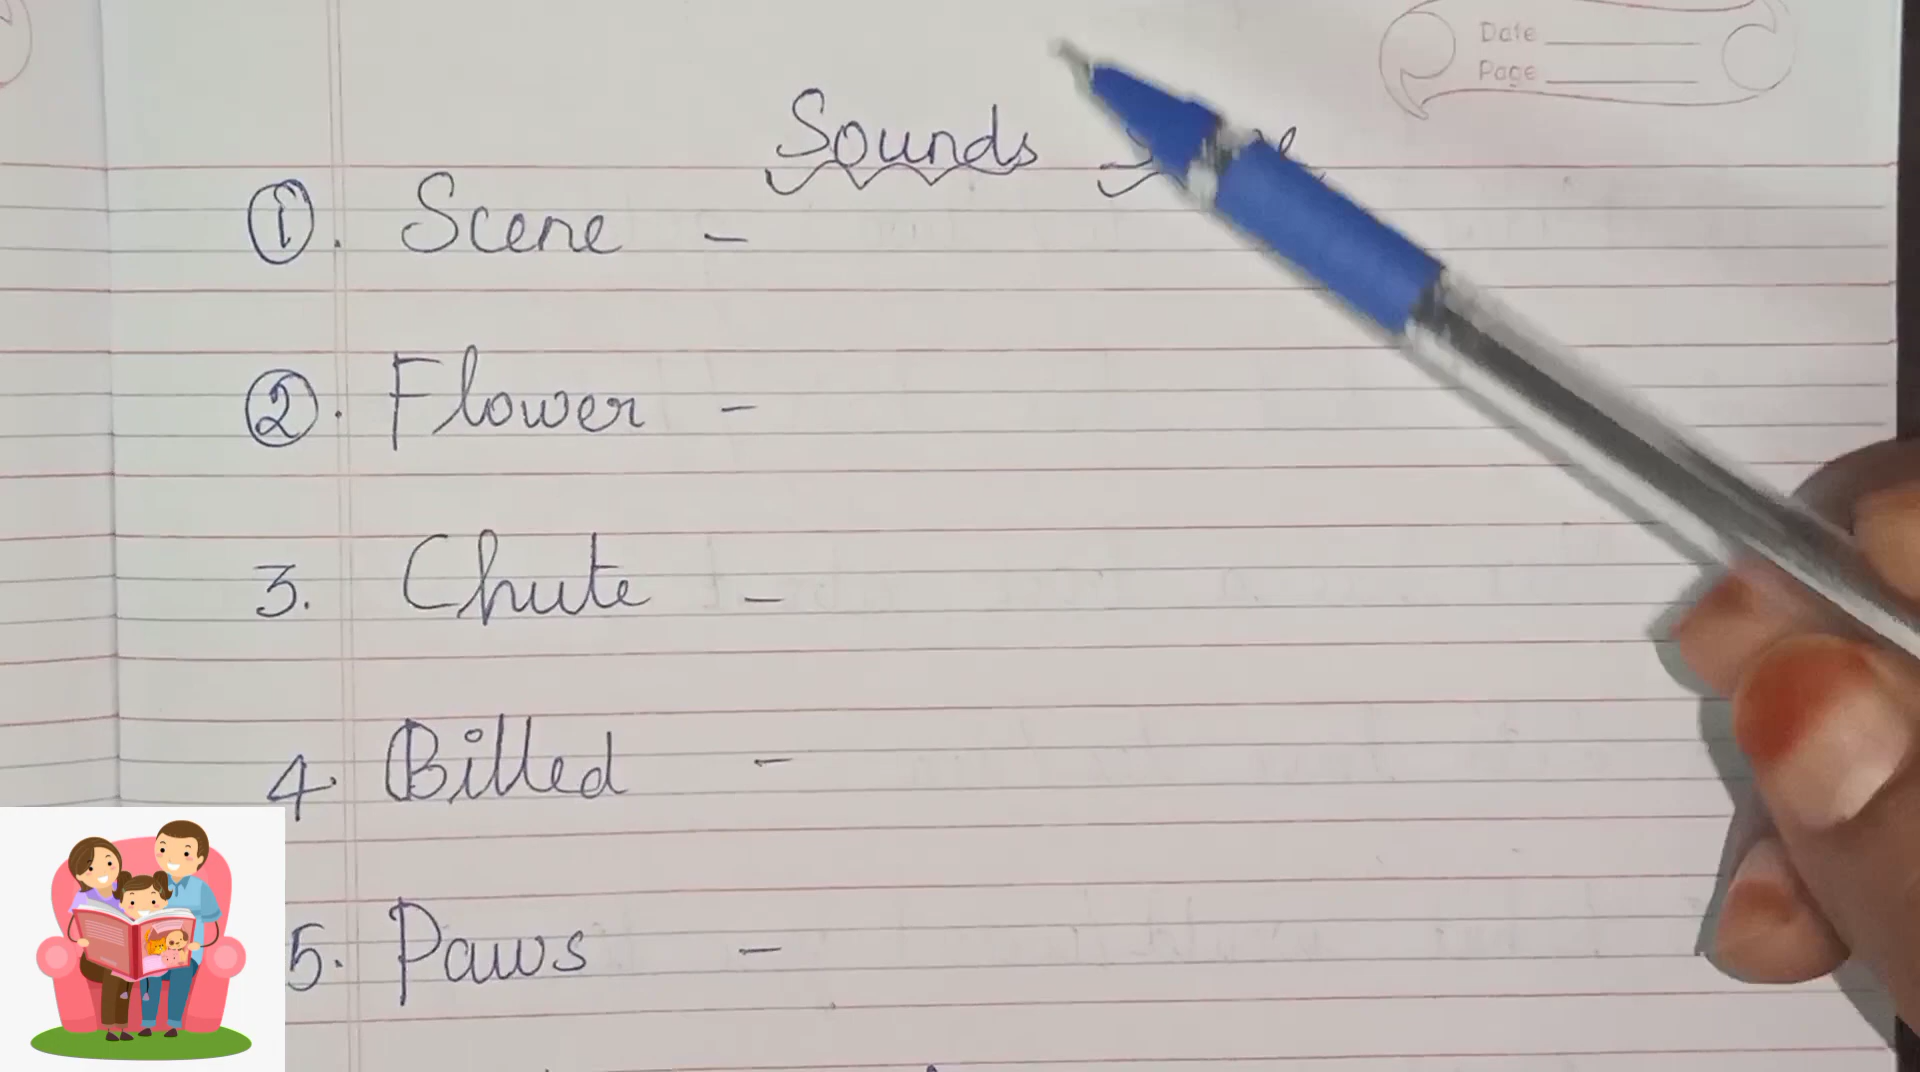 Date
Page
Sounds
①. Scene -
②. Flower -
3. Chute -
4. Billed -
5. Paws -